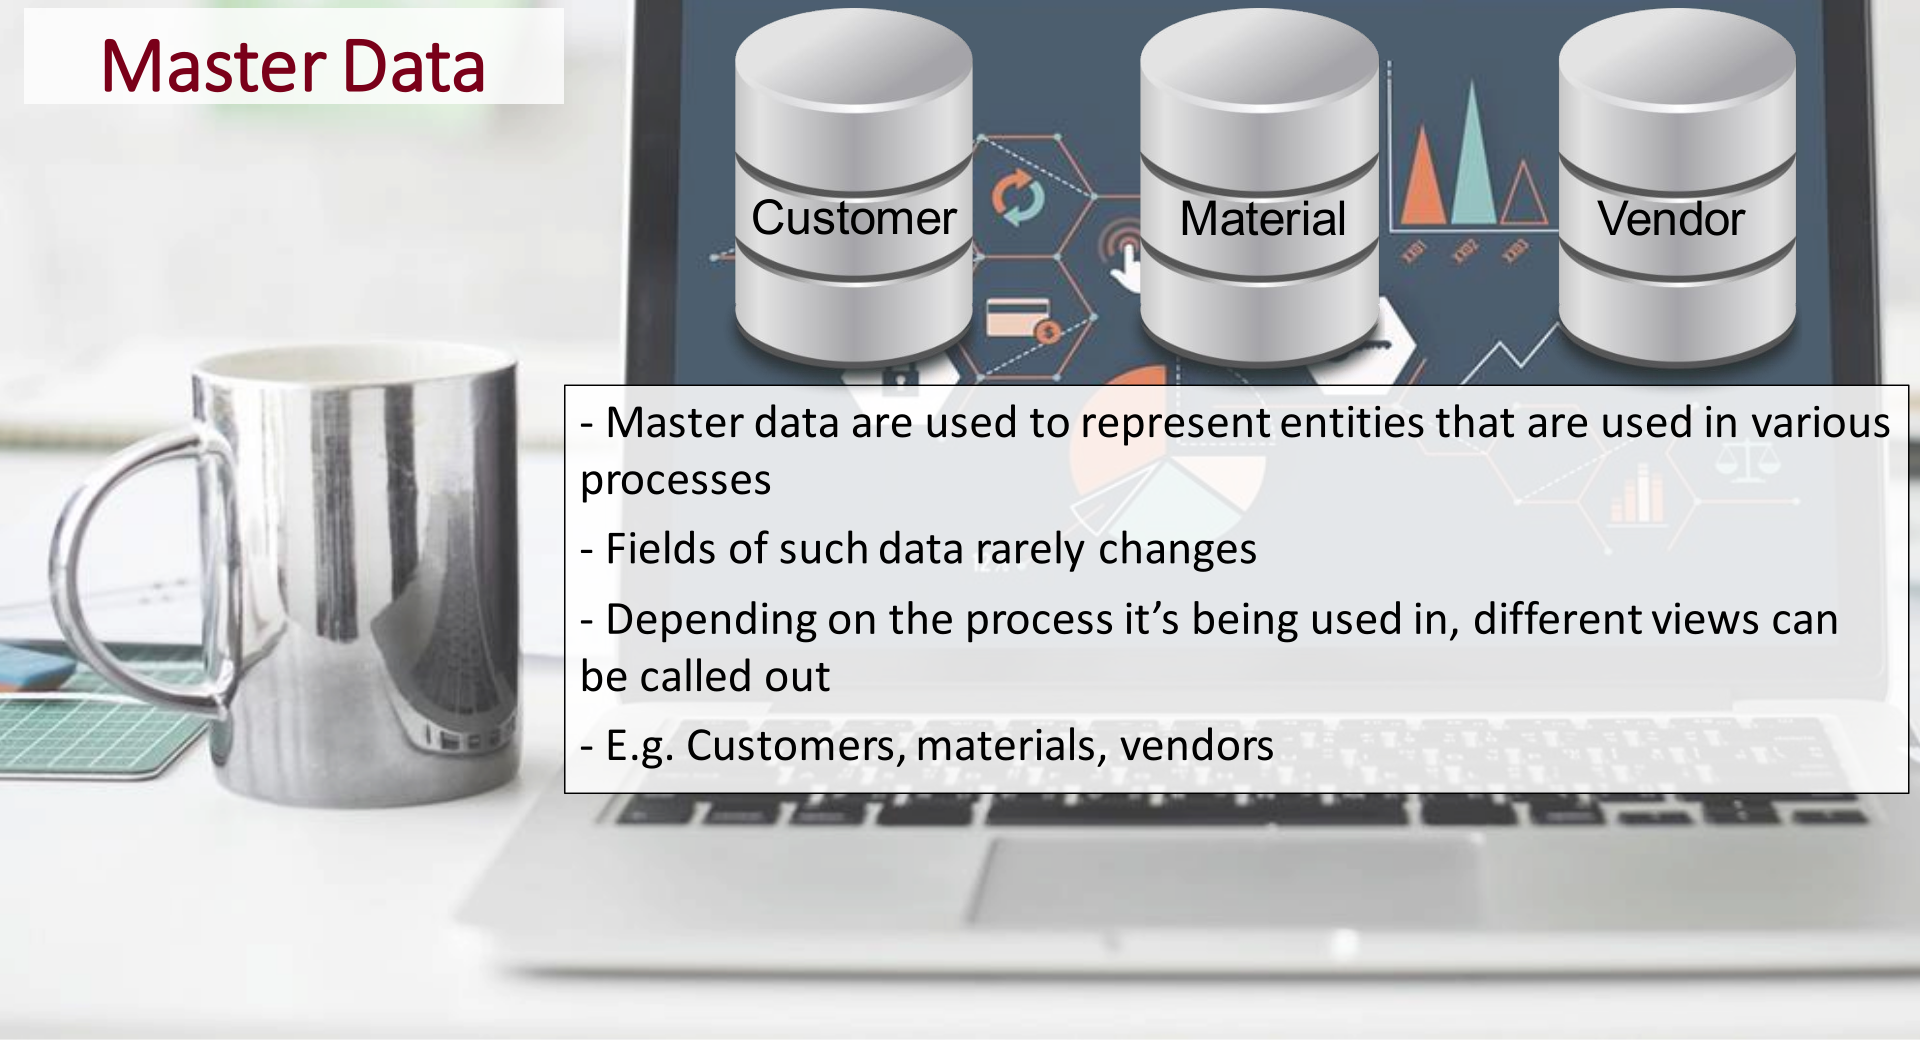 Master Data
Customer
Material
Vendor
- Master data are used to represent entities that are used in various
processes
- Fields of such data rarely changes
- Depending on the process it’s being used in, different views can
be called out
- E.g. Customers, materials, vendors